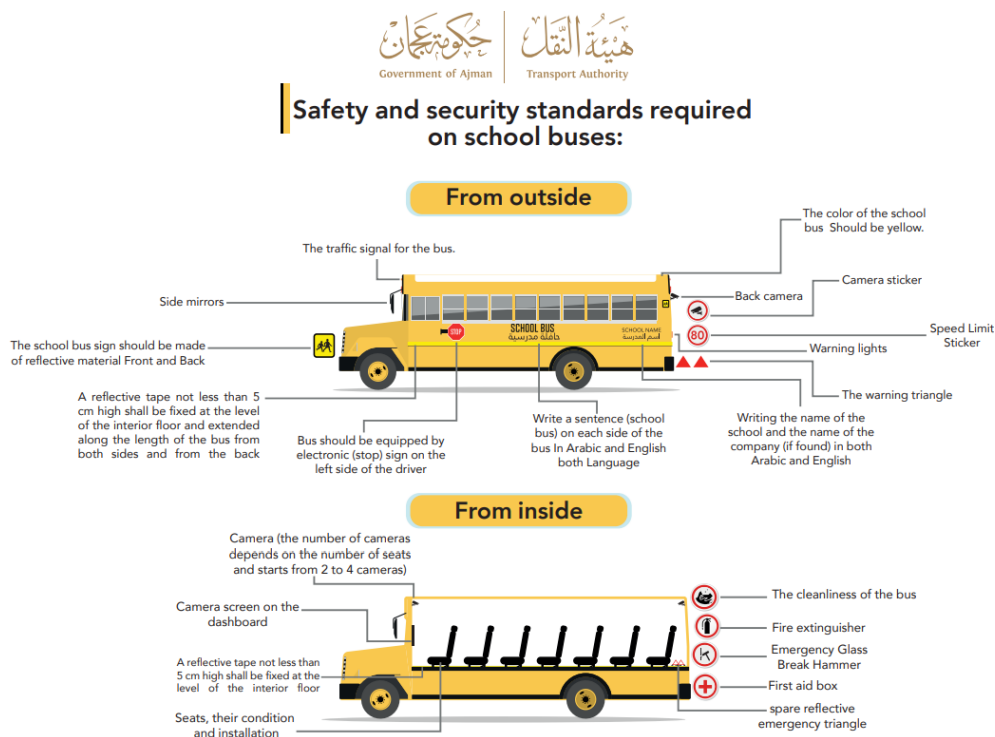 حكومة عجمان
هيئة النقل
Government of Ajman
Transport Authority
Safety and security standards required
on school buses:
From outside
The color of the school
bus Should be yellow.
The traffic signal for the bus.
Camera sticker
Side mirrors
Back camera
80
Speed Limit
Sticker
The school bus sign should be made
of reflective material Front and Back
Warning lights
STOP
SCHOOL BUS
حافلة مدرسية
SCHOOL NAME
اسم المدرسة
A reflective tape not less than 5
cm high shall be fixed at the level
of the interior floor and extended
along the length of the bus from
both sides and from the back
Bus should be equipped by
electronic (stop) sign on the
left side of the driver
Write a sentence (school
bus) on each side of the
bus In Arabic and English
both Language
The warning triangle
Writing the name of the
school and the name of the
company (if found) in both
Arabic and English
From inside
Camera (the number of cameras
depends on the number of seats
and starts from 2 to 4 cameras)
Camera screen on the
dashboard
A reflective tape not less than
5 cm high shall be fixed at the
level of the interior floor
Seats, their condition
and installation
The cleanliness of the bus
Fire extinguisher
Emergency Glass
Break Hammer
First aid box
spare reflective
emergency triangle